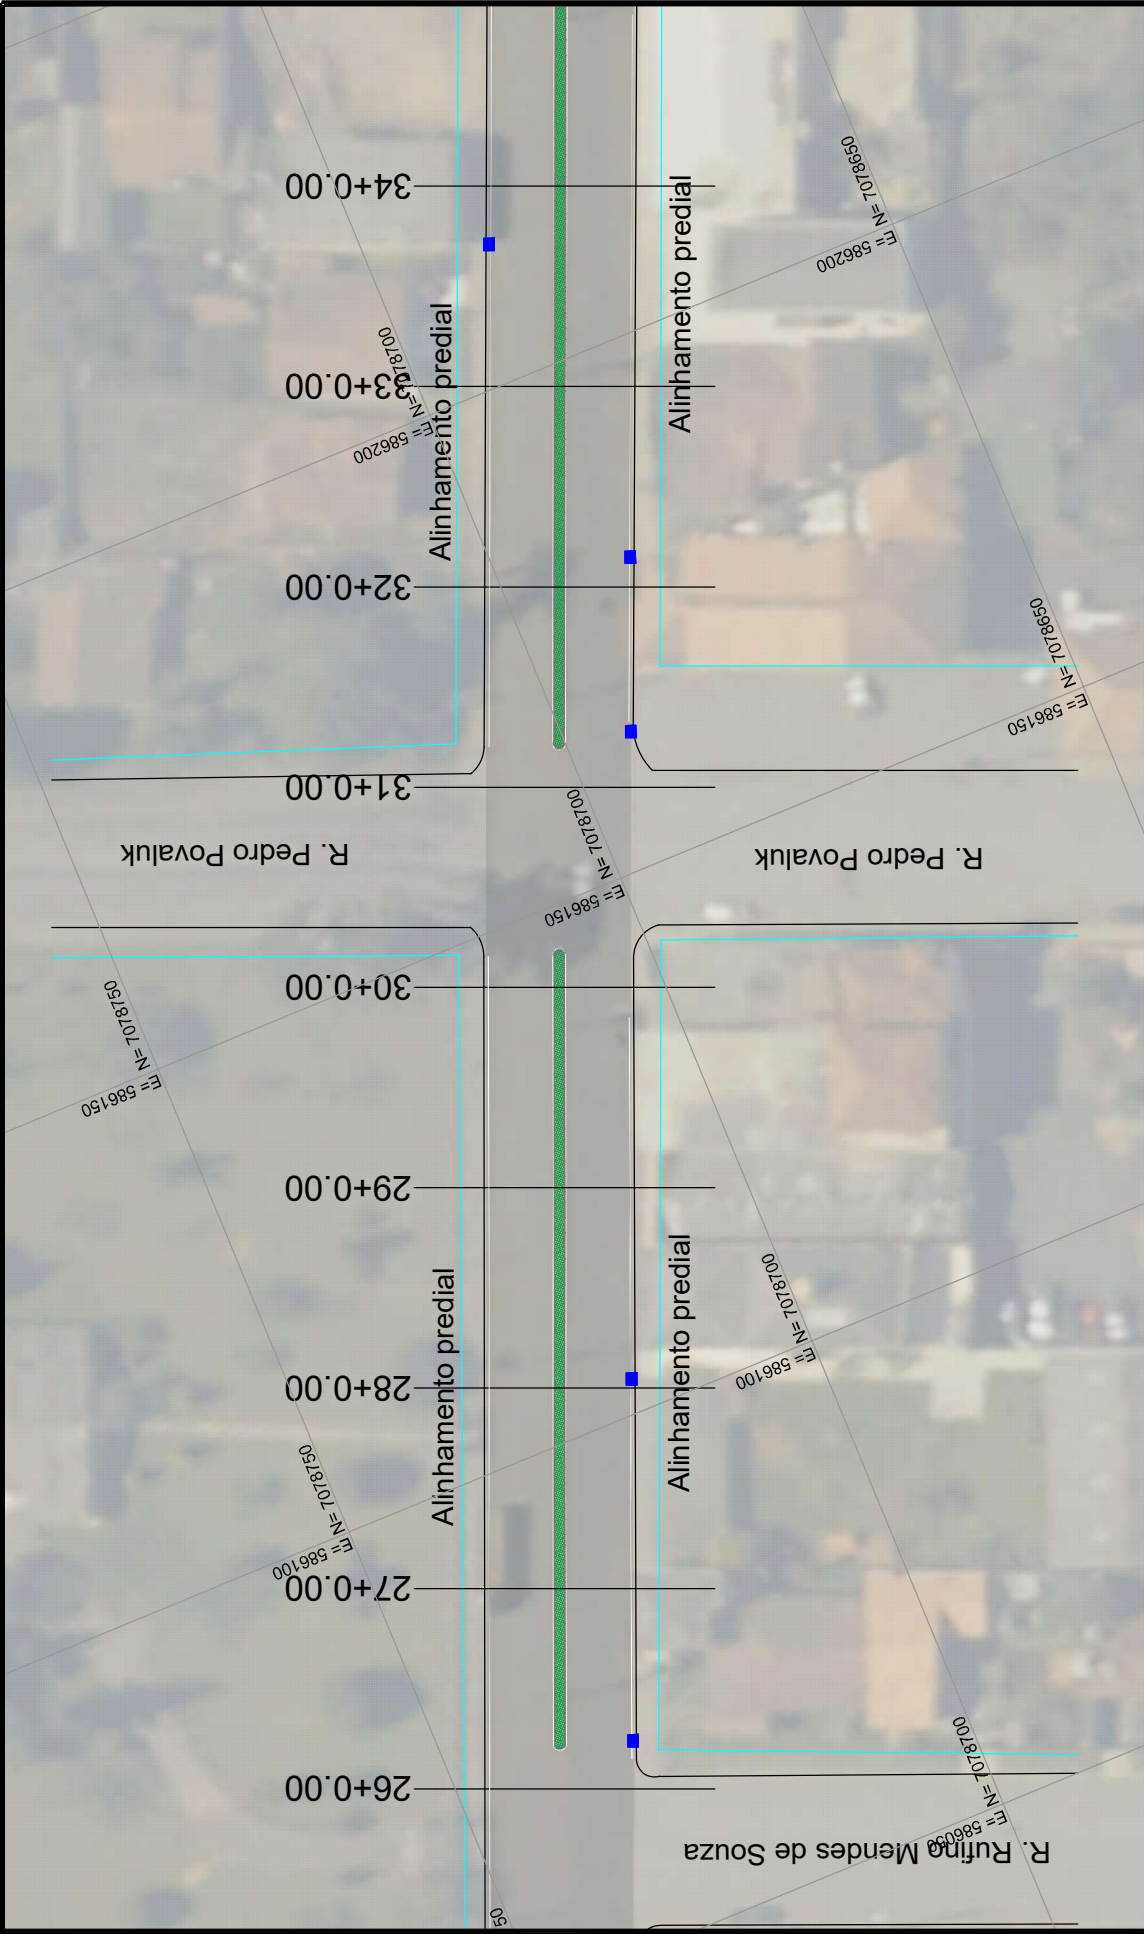 34+0.00
Alinhamento predial
N= 7078650
E= 586200
33+0.00
Alinhamento predial
N= 7078700
E= 586200
32+0.00
N= 7078650
E= 586150
31+0.00
R. Pedro Povaluk
R. Pedro Povaluk
N= 7078700
E= 586150
30+0.00
N= 7078750
E= 586150
29+0.00
Alinhamento predial
Alinhamento predial
N= 7078700
E= 586100
28+0.00
N= 7078750
E= 586100
27+0.00
26+0.00
N= 7078700
E= 586050
R. Rufino Mendes de Souza
50